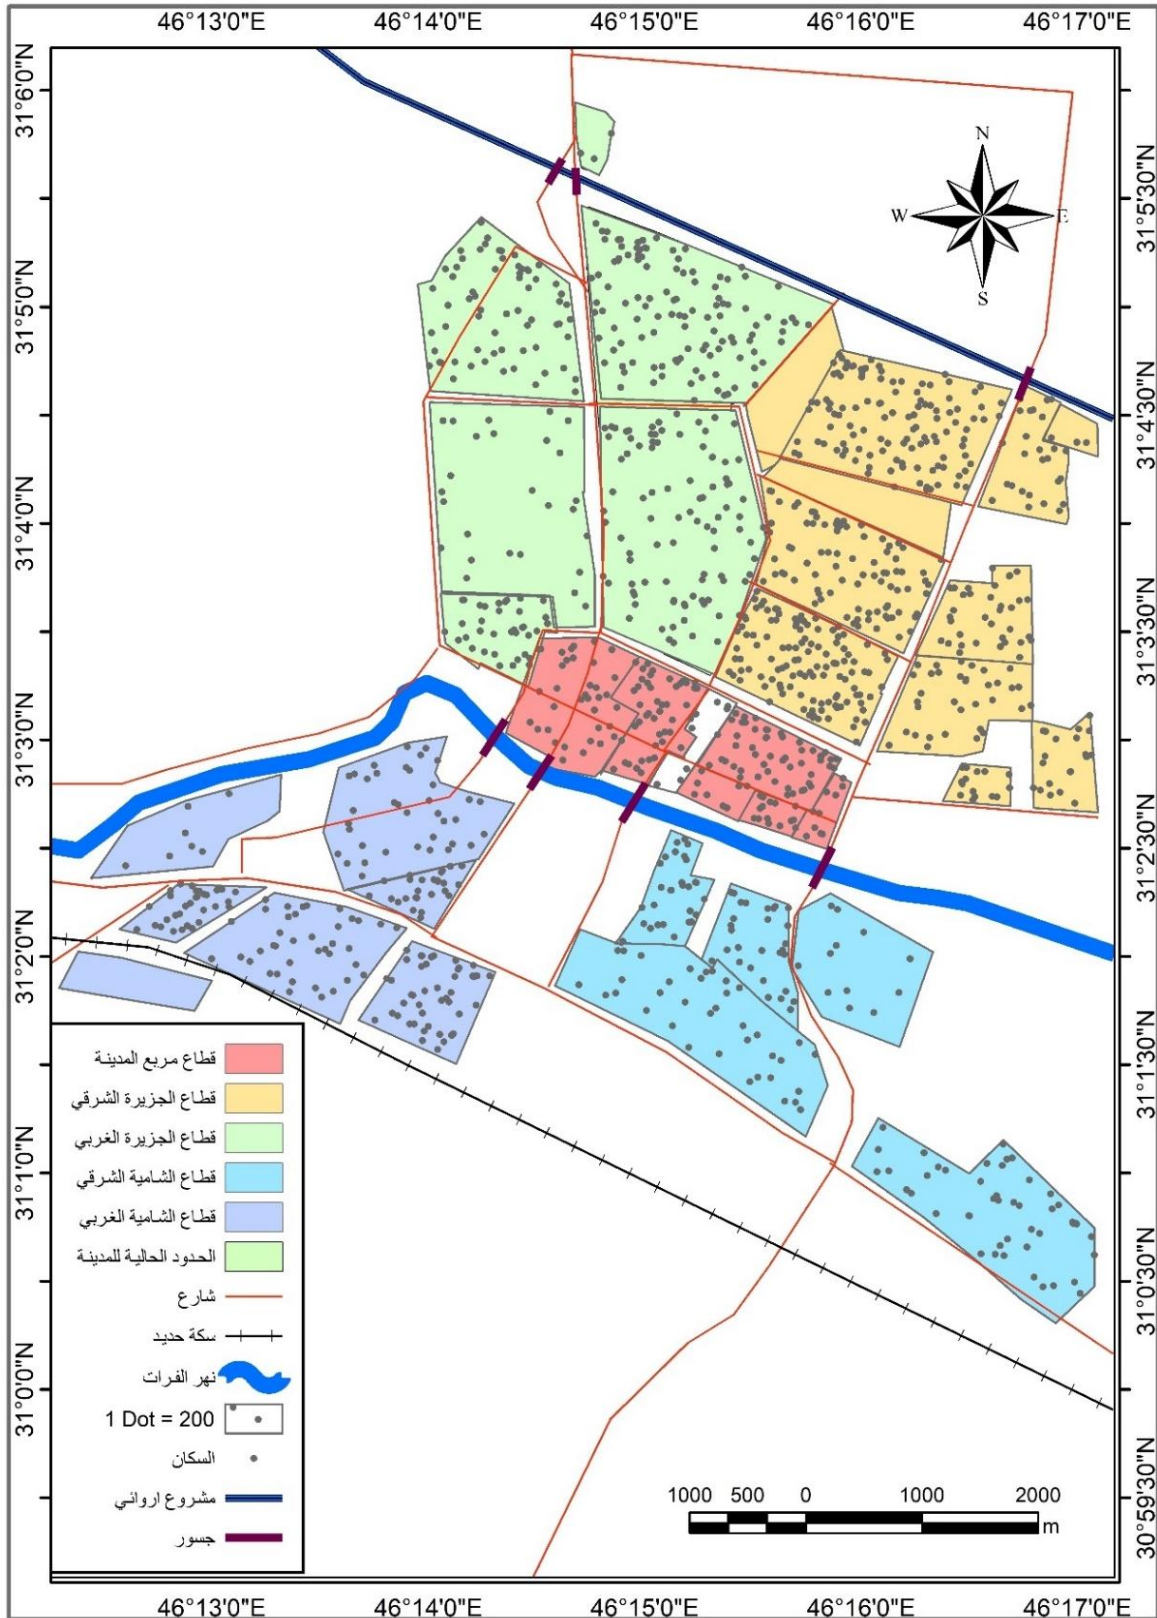 46°13'0"E 46°14'0"E 46°15'0"E 46°16'0"E 46°17'0"E
31°6'0"N
31°5'0"N
31°4'0"N
31°3'0"N
31°2'0"N
31°1'0"N
31°0'0"N
N
W E
S
31°5'30"N
31°4'30"N
31°3'30"N
31°2'30"N
31°1'30"N
31°0'30"N
30°59'30"N
قطاع مربع المدينة
قطاع الجزيرة الشرقي
قطاع الجزيرة الغربي
قطاع الشامية الشرقي
قطاع الشامية الغربي
الحدود الحالية للمدينة
شارع
سكة حديد
نهر الفرات
1 Dot = 200
السكان
مشروع اروائي
جسور
1000 500 0 1000 2000
m
46°13'0"E 46°14'0"E 46°15'0"E 46°16'0"E 46°17'0"E